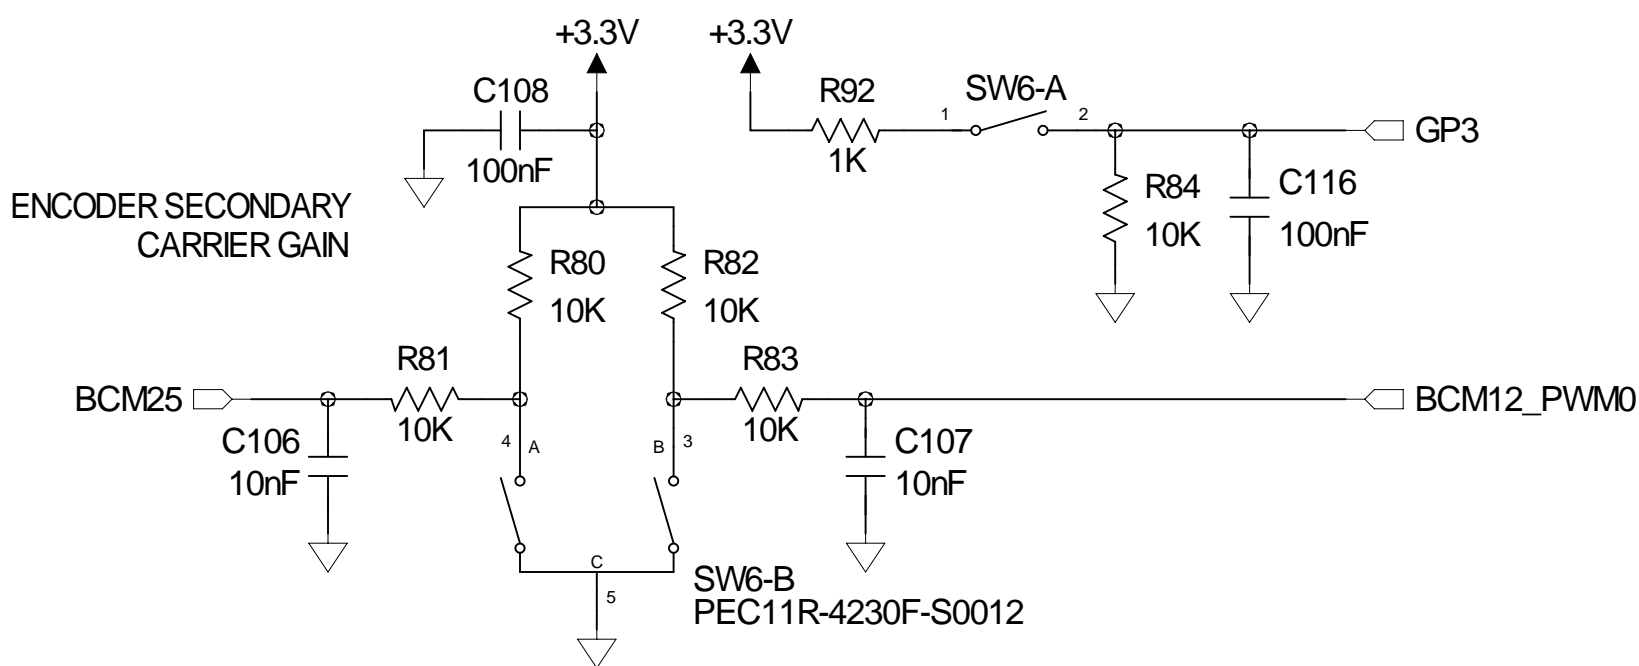 +3.3V
+3.3V
C108
100nF
R92
1K
SW6-A
1
2
GP3
R84
10K
C116
100nF
ENCODER SECONDARY
CARRIER GAIN
R80
10K
R82
10K
R81
10K
R83
10K
BCM25
BCM12_PWM0
C106
10nF
4
A
B
3
C107
10nF
C
5
SW6-B
PEC11R-4230F-S0012